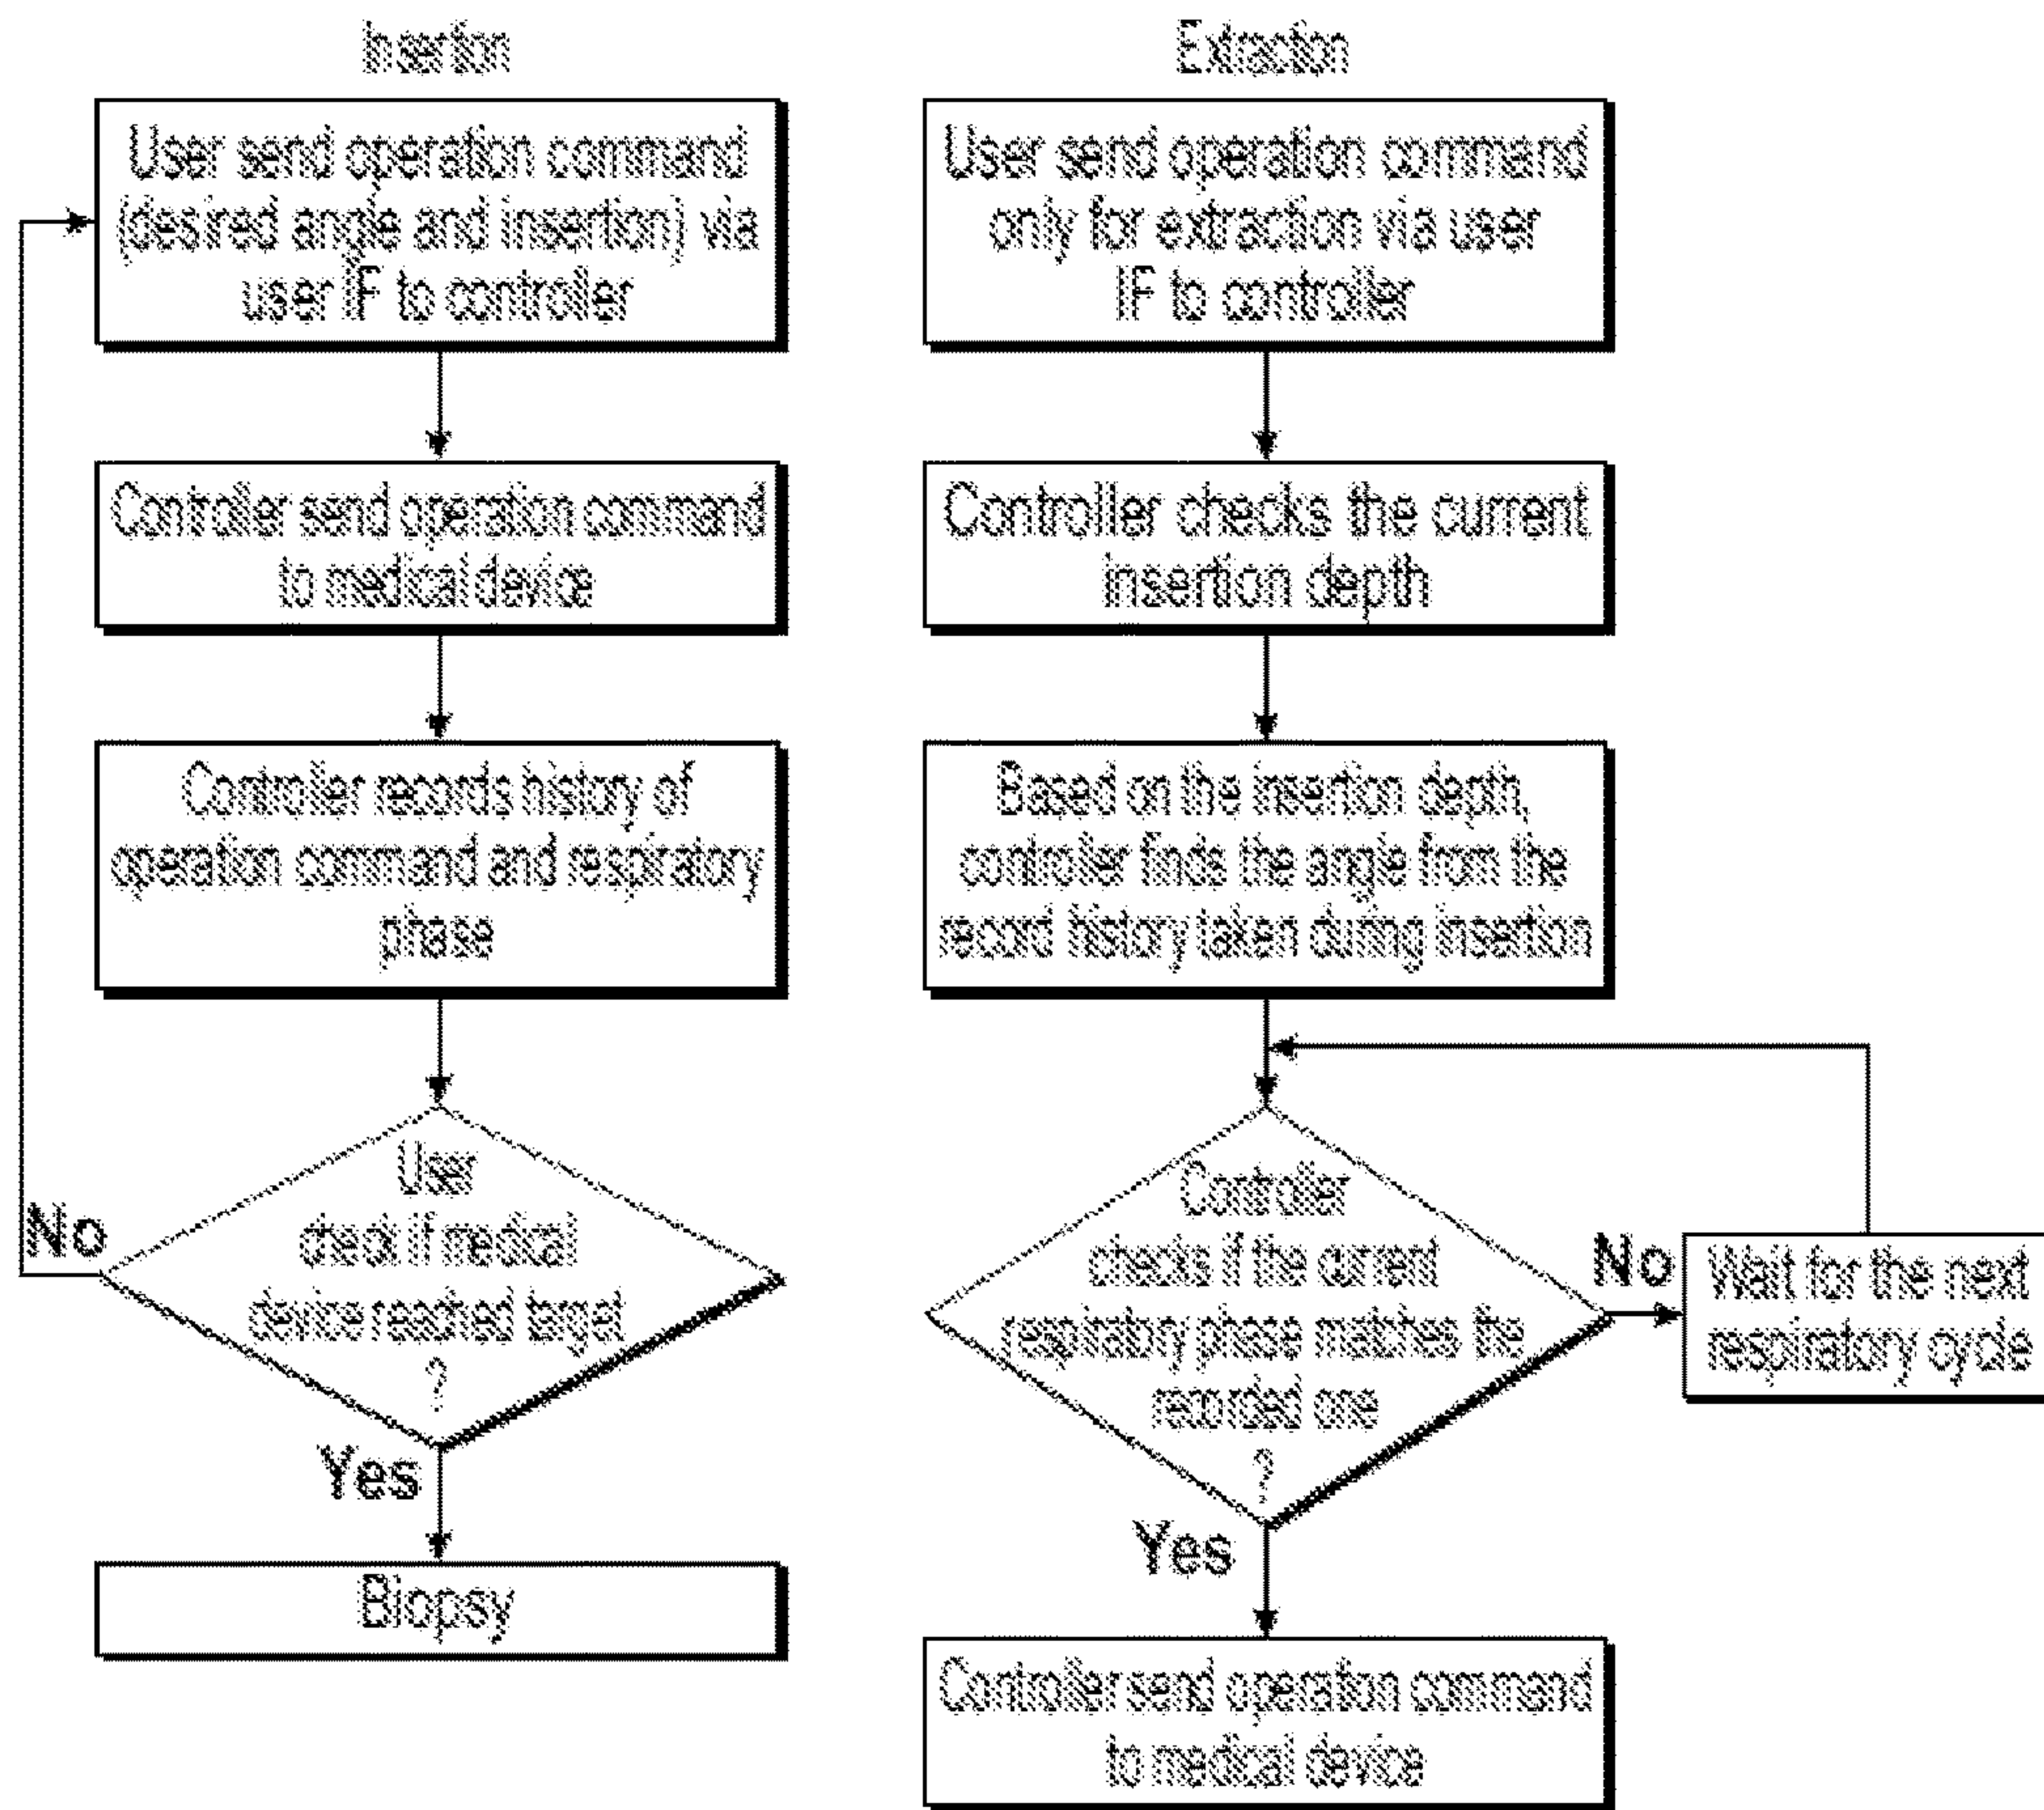 Insertion
User send operation command
(desired angle and insertion) via
user IF to controller
Controller send operation command
to medical device
Controller records history of
operation command and respiratory
phase
User
check if medical
device reached target
?
No
Yes
Biopsy
Extraction
User send operation command
only for extraction via user
IF to controller
Controller checks the current
insertion depth
Based on the insertion depth,
controller finds the angle from the
record history taken during insertion
Controller
checks if the current
respiratory phase matches the
recorded one
?
No
Wait for the next
respiratory cycle
Yes
Controller send operation command
to medical device